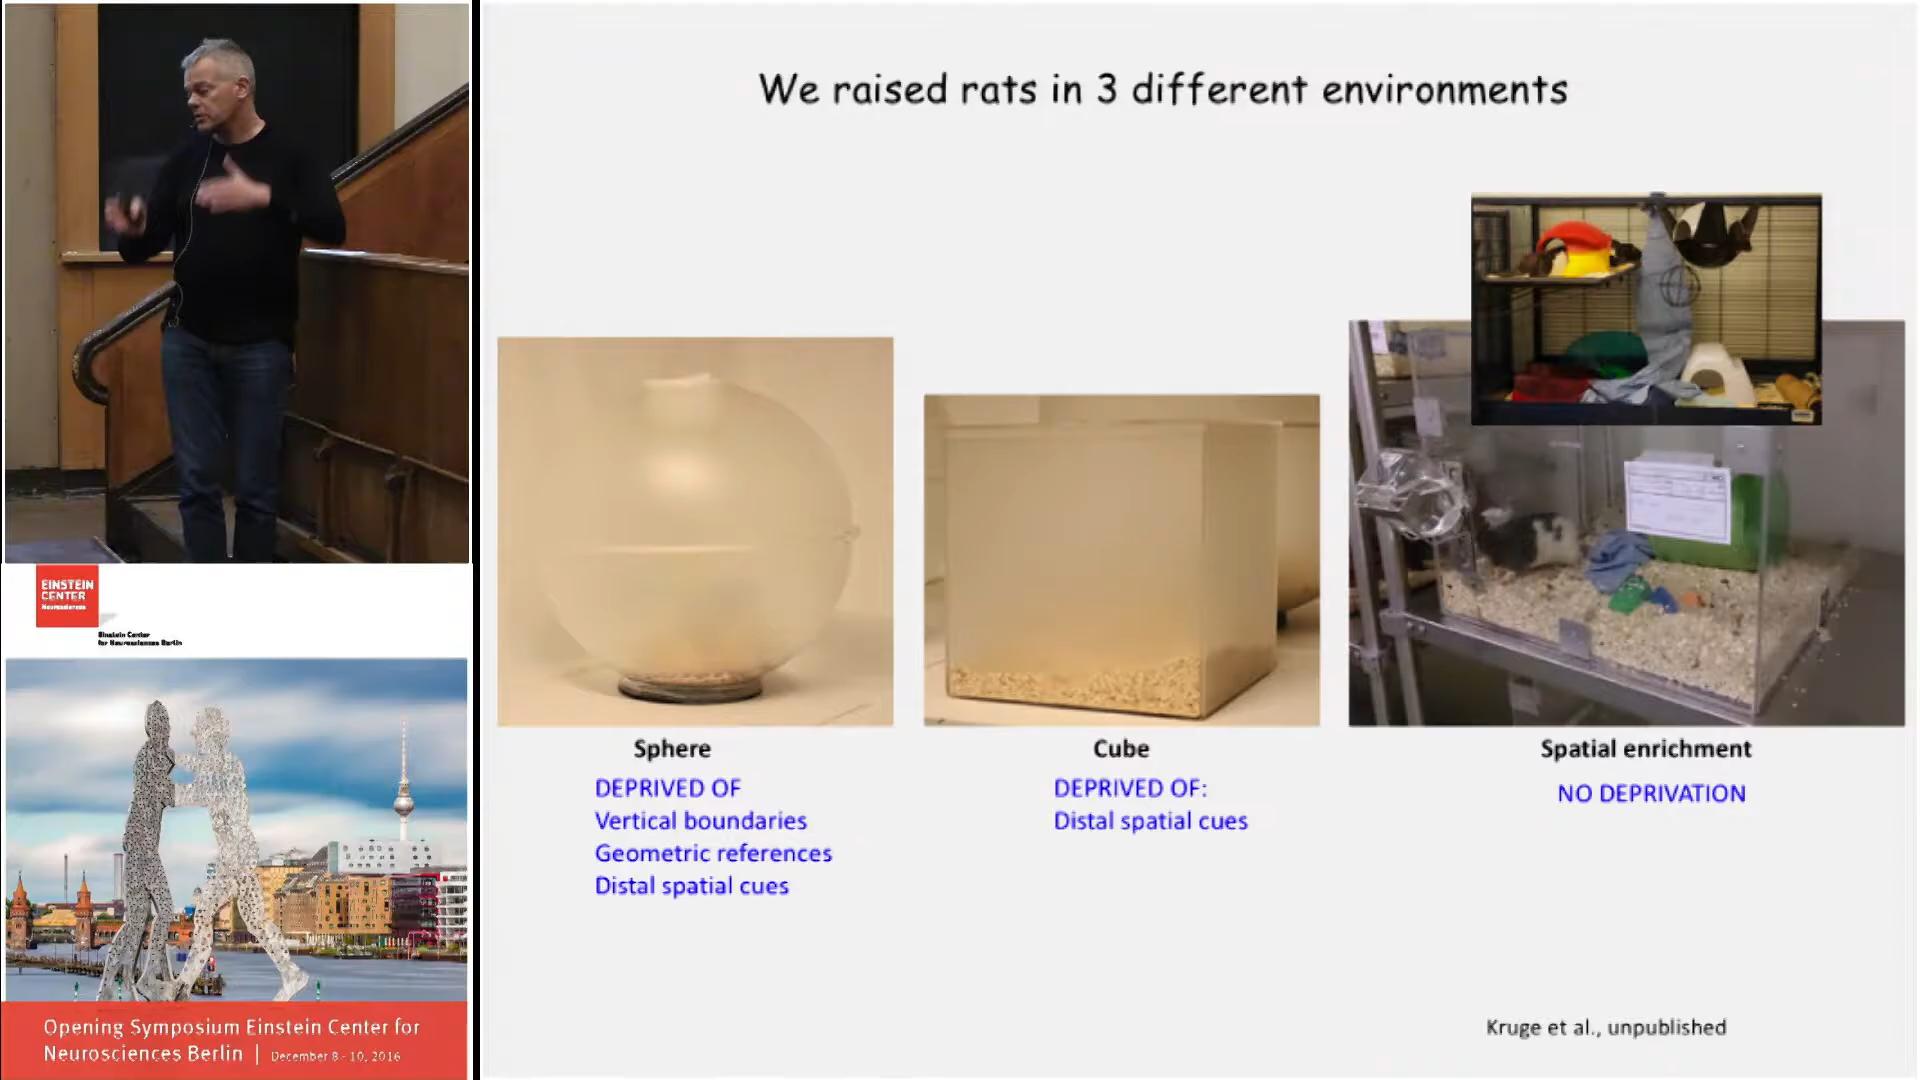 We raised rats in 3 different environments
Sphere
DEPRIVED OF
Vertical boundaries
Geometric references
Distal spatial cues
Cube
DEPRIVED OF:
Distal spatial cues
Spatial enrichment
NO DEPRIVATION
Kruge et al., unpublished
EINSTEIN
CENTER
Neurosciences
Einstein Center
for Neurosciences Berlin
Opening Symposium Einstein Center for
Neurosciences Berlin | December 8 - 10, 2016